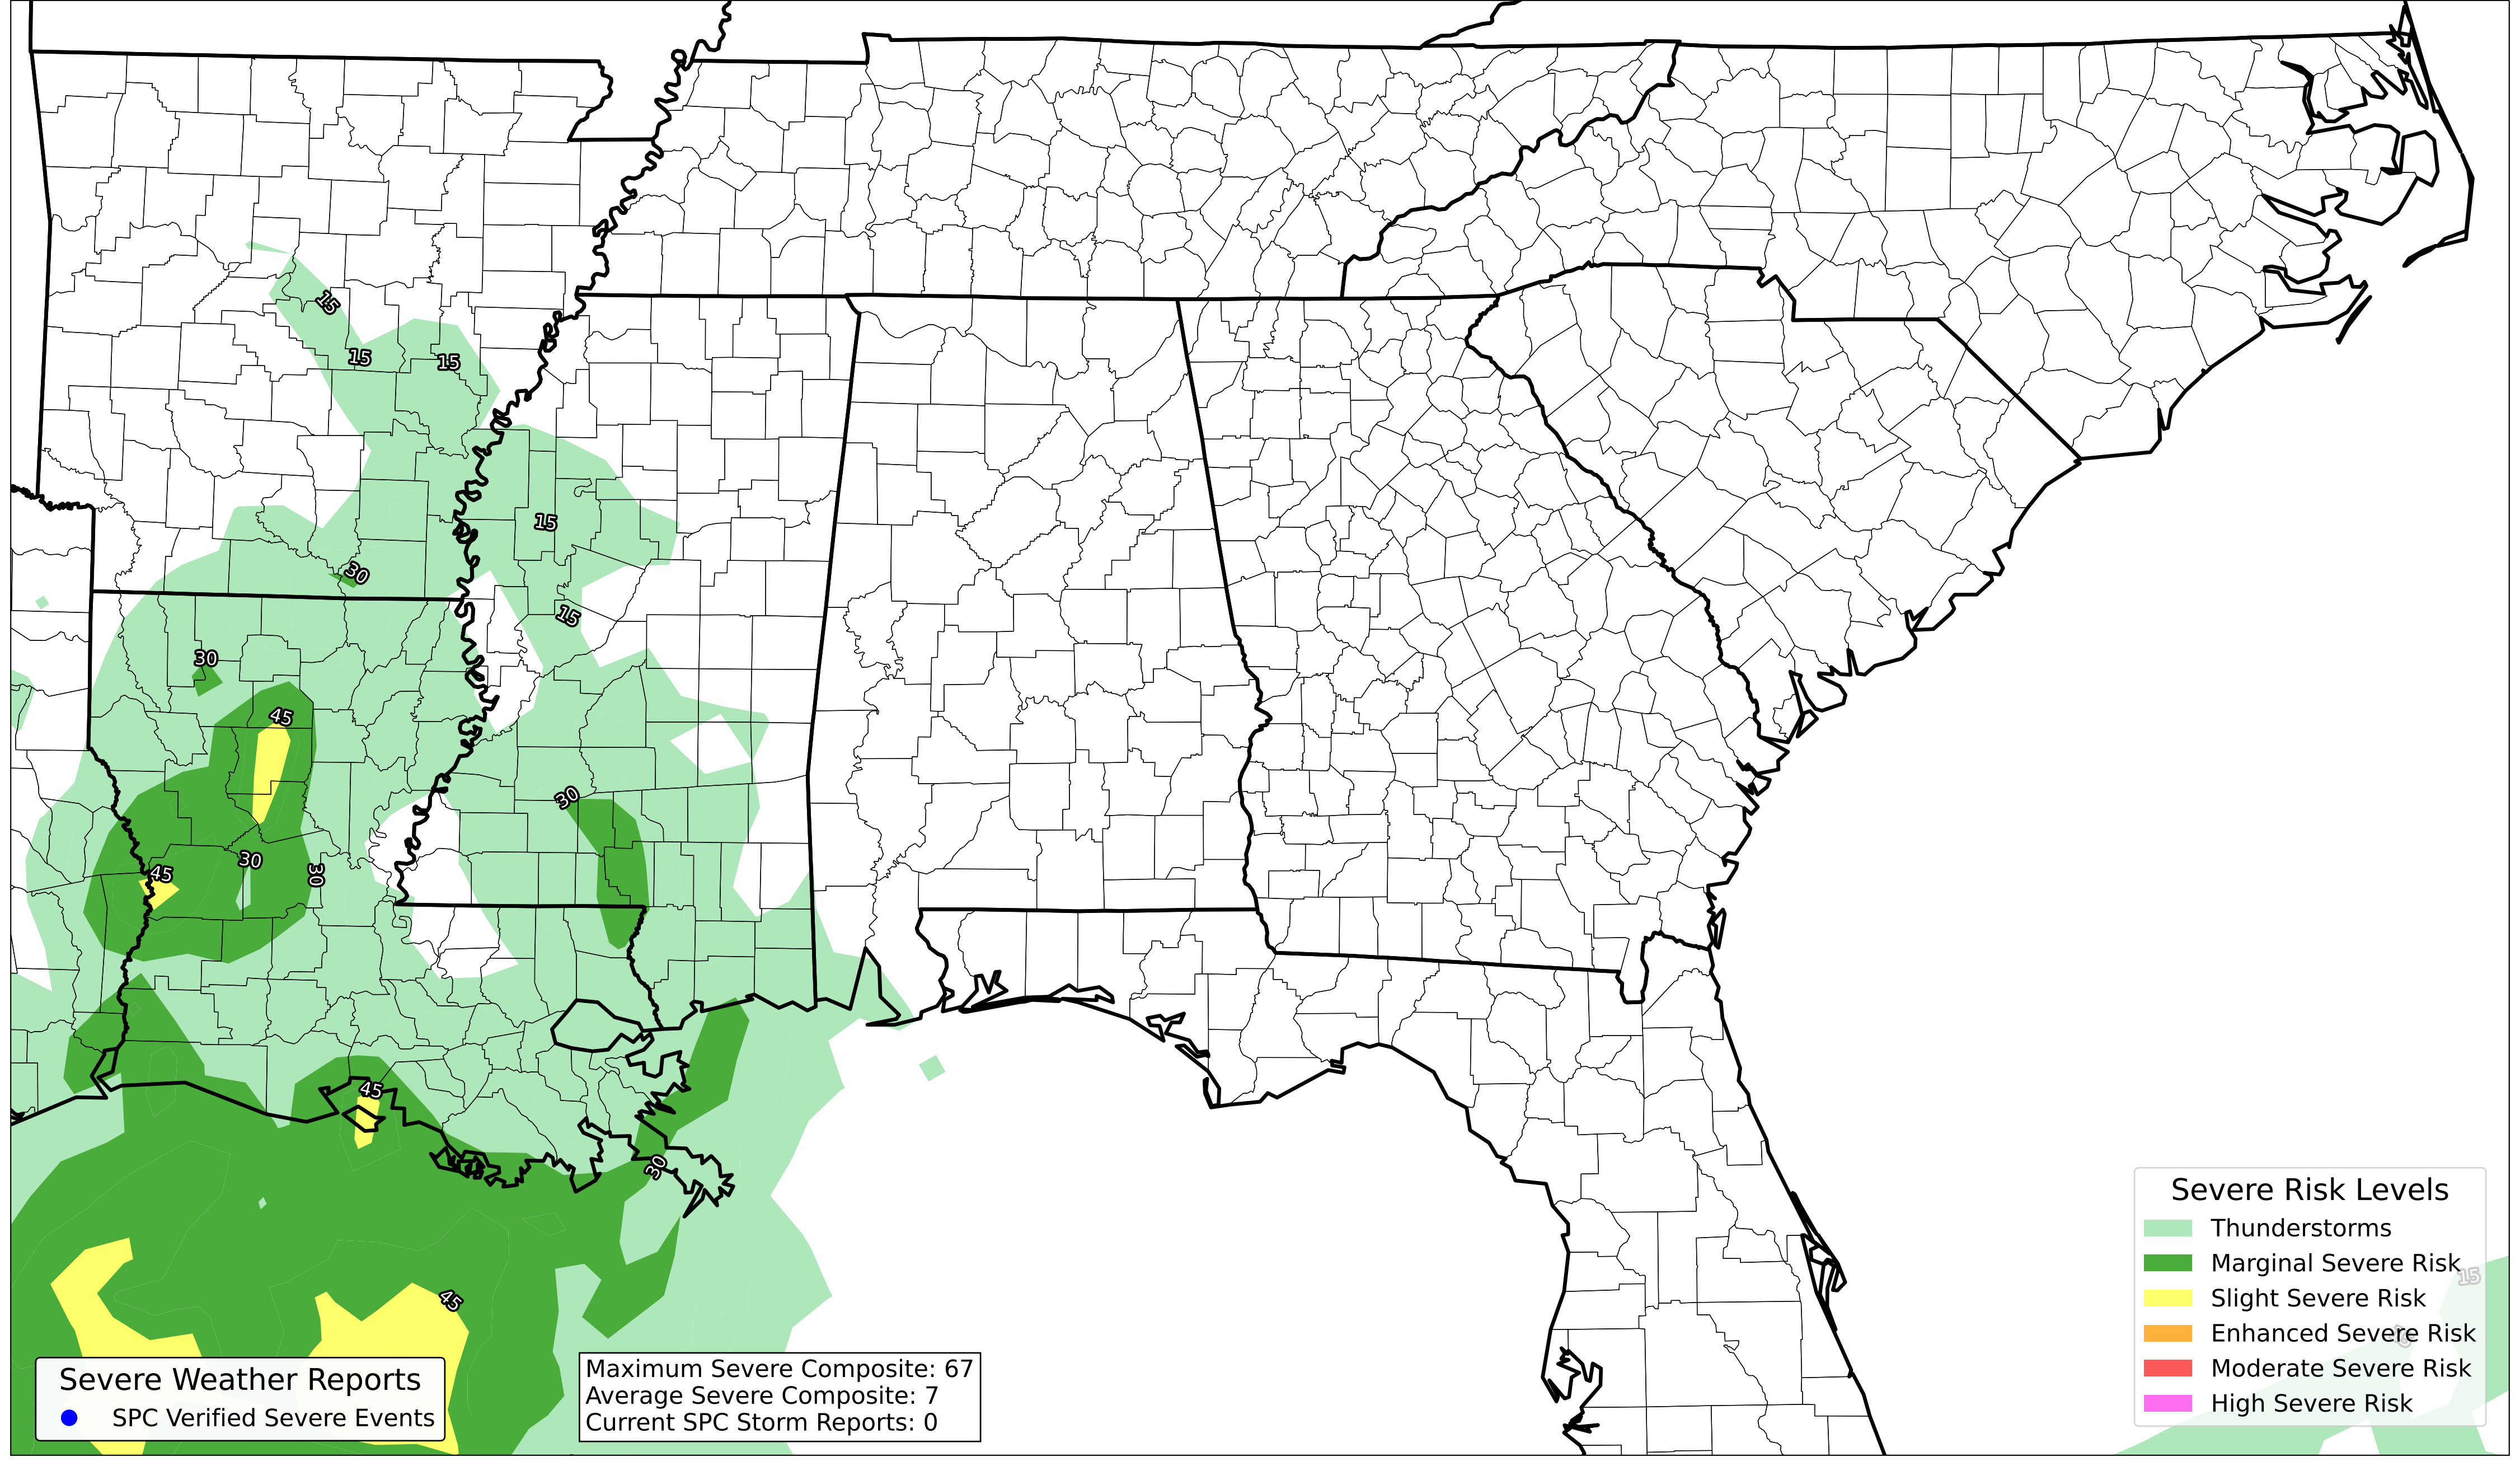 15
15
15
15
30
15
30
45
30
45
30
30
45
30
45
15
Severe Risk Levels
Thunderstorms
Marginal Severe Risk
Slight Severe Risk
Enhanced Severe Risk
Moderate Severe Risk
High Severe Risk
Severe Weather Reports
SPC Verified Severe Events
Maximum Severe Composite: 67
Average Severe Composite: 7
Current SPC Storm Reports: 0